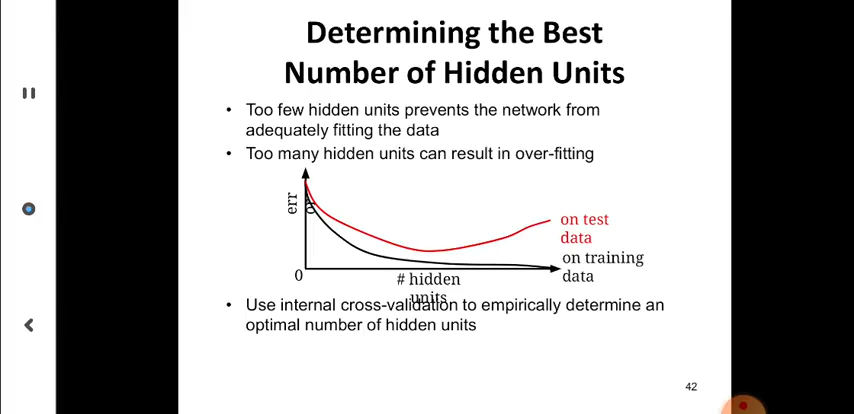 Determining the Best
Number of Hidden Units
• Too few hidden units prevents the network from
adequately fitting the data
• Too many hidden units can result in over-fitting
err
on test
data
on training
data
0
# hidden
units
• Use internal cross-validation to empirically determine an
optimal number of hidden units
42